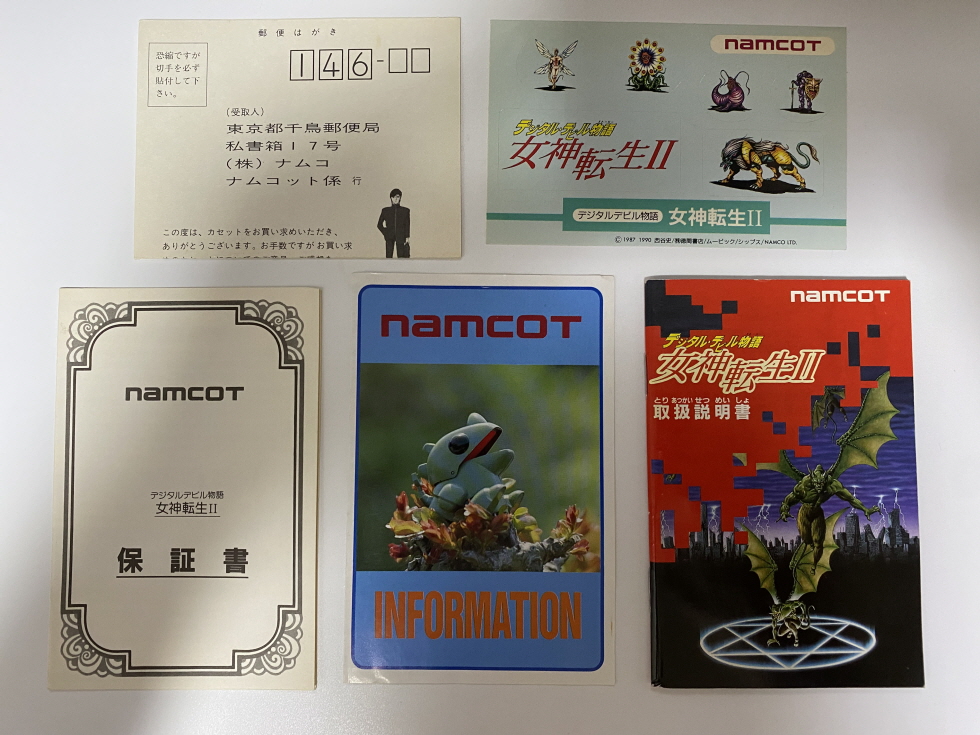 郵便はがき
恐縮ですが
切手を必ず
貼付して下
さい。
146-
(受取人)
東京都千鳥郵便局
私書箱17号
(株)ナムコ
ナムコット係 行
この度は、カセットをお買い求めいただき、
ありがとうございます。お手数ですがお買い求
namcoT
デジタル・デビル物語
女神転生II
デジタルデビル物語 女神転生II
©1987 1990 西谷史/㈱徳間書店/ムービック/シップス/NAMCO LTD.
namcoT
デジタルデビル物語
女神転生II
保証書
namcoT
INFORMATION
namcoT
デジタル・デビル物語
女神転生II
とりあつかいせつめいしょ
取扱説明書